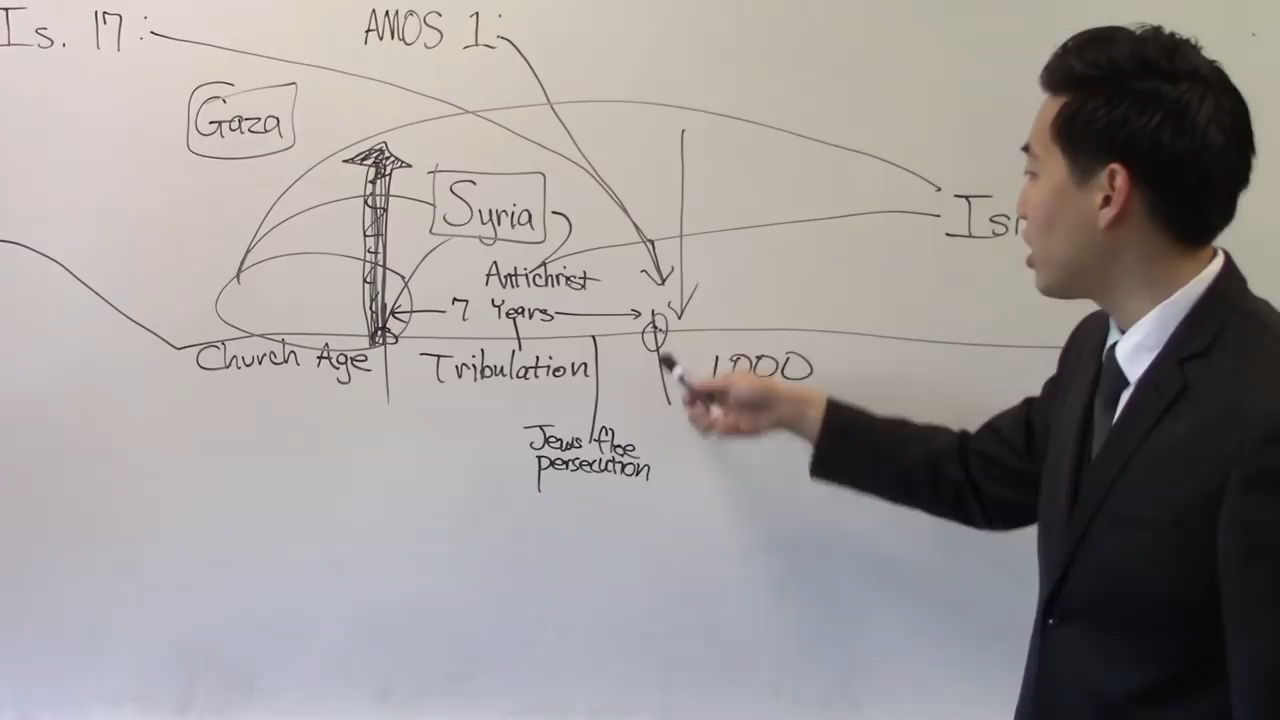 Is. 17:
AMOS 1:
Gaza
Syria
Antichrist
7 Years
Church Age
Tribulation
1000
Jews flee
persecution